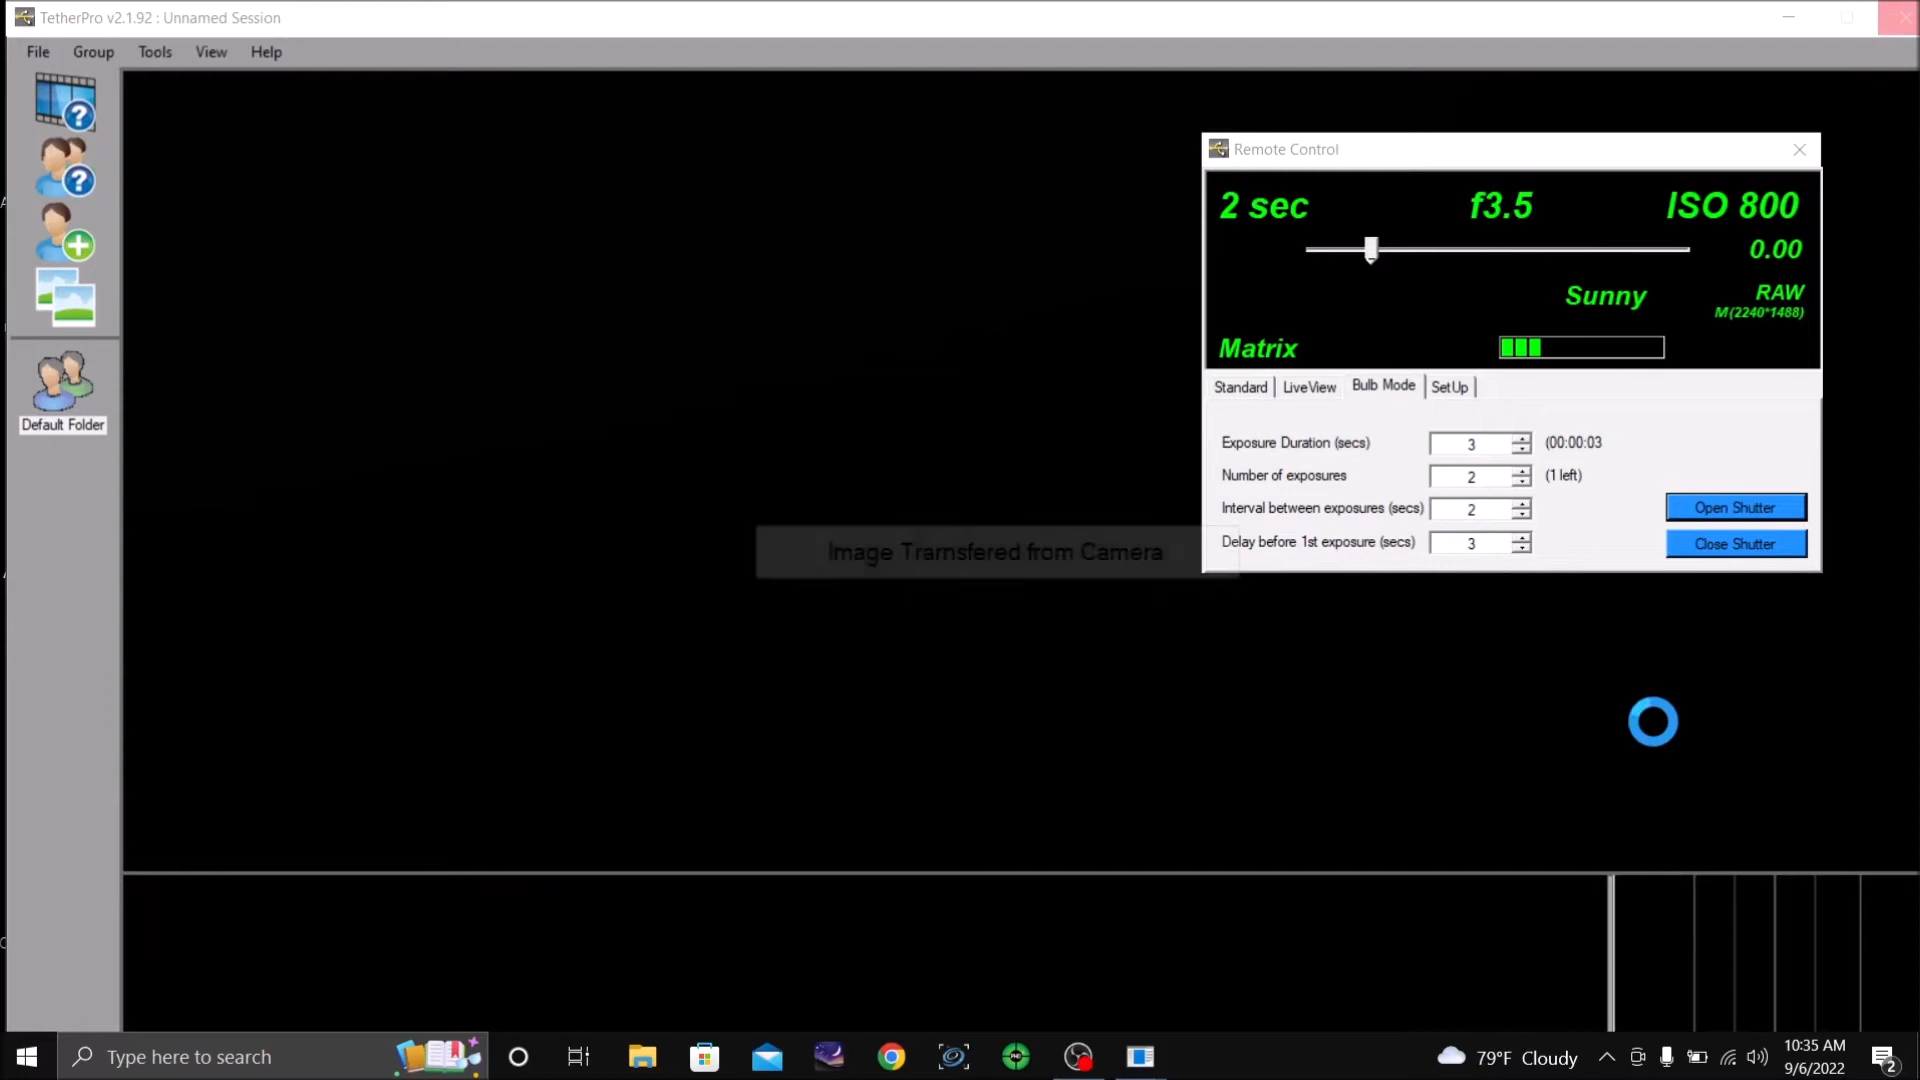 TetherPro v2.1.92 : Unnamed Session
File Group Tools View Help
Default Folder
Remote Control
2 sec f3.5 ISO 800
0.00
Sunny RAW
M(2240*1488)
Matrix
Standard LiveView Bulb Mode SetUp
Exposure Duration (secs) 3 (00:00:03
Number of exposures 2 (1 left)
Interval between exposures (secs) 2 Open Shutter
Delay before 1st exposure (secs) 3 Close Shutter
Image Tramsfered from Camera
Type here to search
PHD
79°F Cloudy
10:35 AM
9/6/2022
2